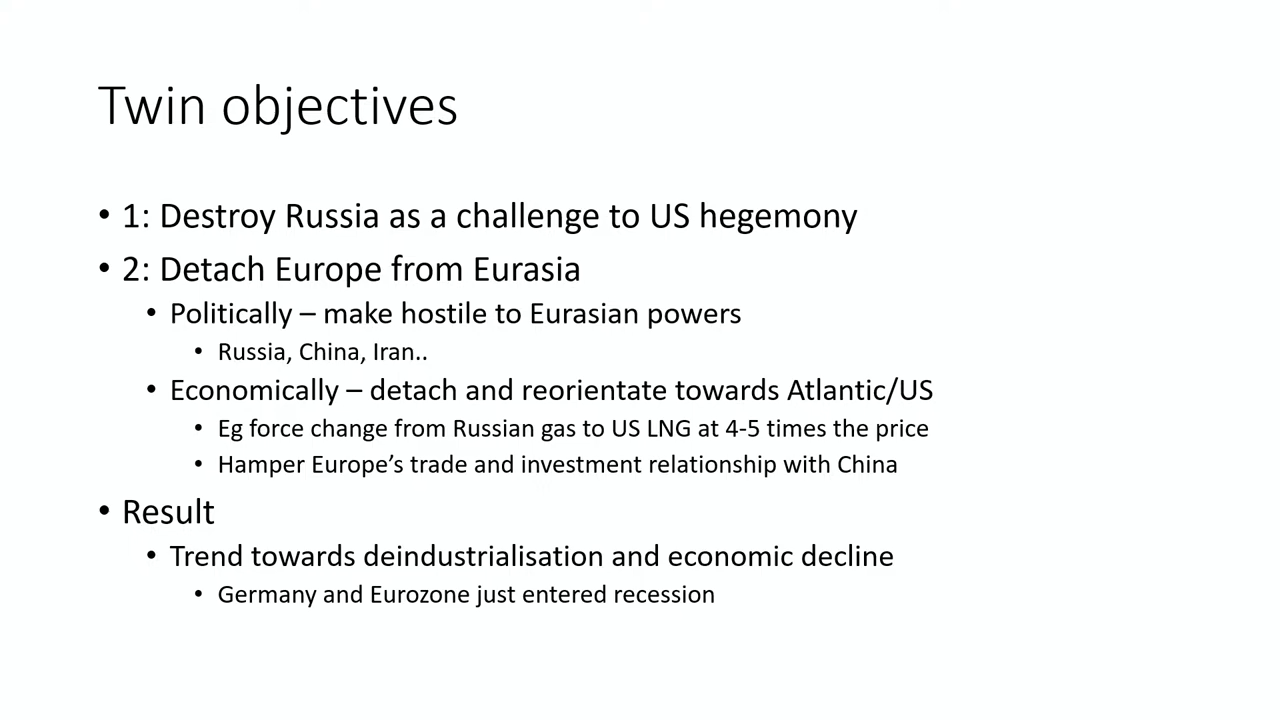 Twin objectives
• 1: Destroy Russia as a challenge to US hegemony
• 2: Detach Europe from Eurasia
• Politically – make hostile to Eurasian powers
• Russia, China, Iran..
• Economically – detach and reorientate towards Atlantic/US
• Eg force change from Russian gas to US LNG at 4-5 times the price
• Hamper Europe’s trade and investment relationship with China
• Result
• Trend towards deindustrialisation and economic decline
• Germany and Eurozone just entered recession